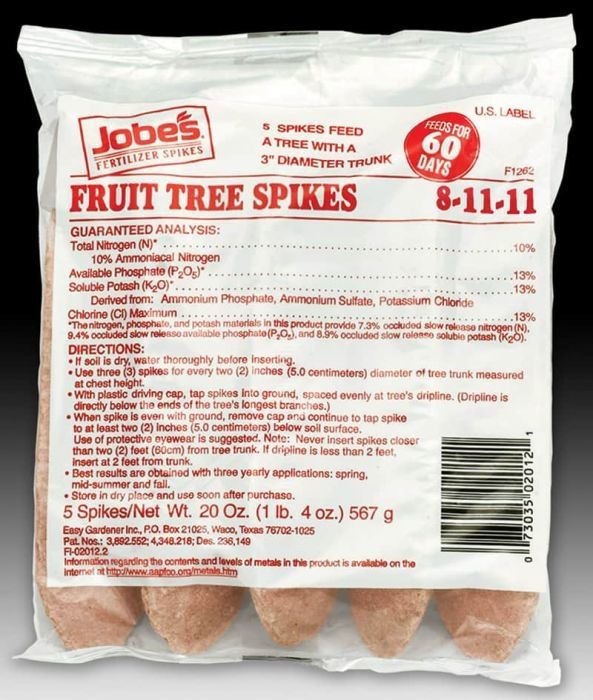 U.S. LABEL
Jobe's
FERTILIZER SPIKES
5 SPIKES FEED
A TREE WITH A
3" DIAMETER TRUNK
FEEDS FOR
60
DAYS
F1262
FRUIT TREE SPIKES 8-11-11
GUARANTEED ANALYSIS:
Total Nitrogen (N)* 10%
10% Ammoniacal Nitrogen
Available Phosphate (P₂O₅)* 13%
Soluble Potash (K₂O)* 13%
Derived from: Ammonium Phosphate, Ammonium Sulfate, Potassium Chloride
Chlorine (Cl) Maximum 13%
*The nitrogen, phosphate, and potash materials in this product provide 7.3% occluded slow release nitrogen (N),
9.4% occluded slow release available phosphate (P₂O₅), and 8.9% occluded slow release soluble potash (K₂O).
DIRECTIONS:
• If soil is dry, water thoroughly before inserting.
• Use three (3) spikes for every two (2) inches (5.0 centimeters) diameter of tree trunk measured
at chest height.
• With plastic driving cap, tap spikes into ground, spaced evenly at tree's dripline. (Dripline is
directly below the ends of the tree's longest branches.)
• When spike is even with ground, remove cap and continue to tap spike
to at least two (2) inches (5.0 centimeters) below soil surface.
Use of protective eyewear is suggested. Note: Never insert spikes closer
than two (2) feet (60cm) from tree trunk. If dripline is less than 2 feet,
insert at 2 feet from trunk.
• Best results are obtained with three yearly applications: spring,
mid-summer and fall.
• Store in dry place and use soon after purchase.
5 Spikes/Net Wt. 20 Oz. (1 lb. 4 oz.) 567 g
Easy Gardener Inc., P.O. Box 21025, Waco, Texas 76702-1025
Pat. Nos.: 3,892,552; 4,348,218; Des. 236,149
FI-02012.2
Information regarding the contents and levels of metals in this product is available on the
Internet at http://www.aapfco.org/metals.htm
0 73035 02012 1